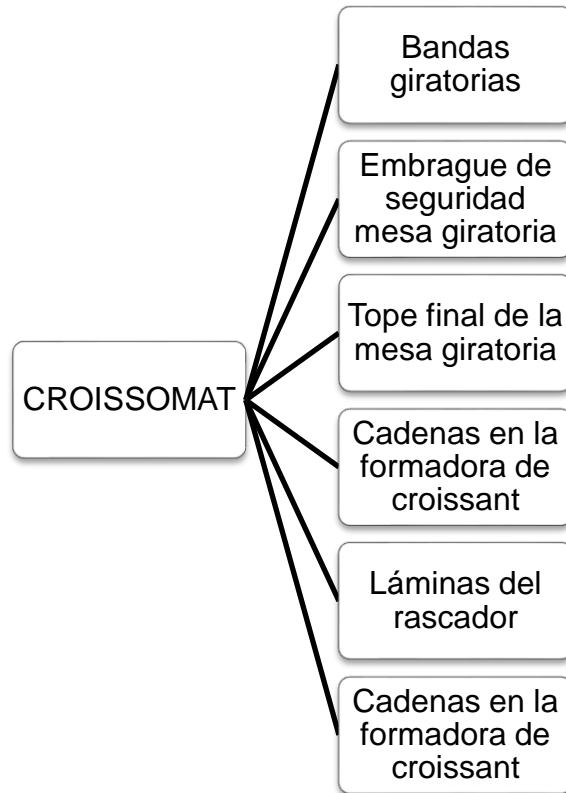 Bandas
giratorias
Embrague de
seguridad
mesa giratoria
Tope final de la
mesa giratoria
CROISSOMAT
Cadenas en la
formadora de
croissant
Láminas del
rascador
Cadenas en la
formadora de
croissant